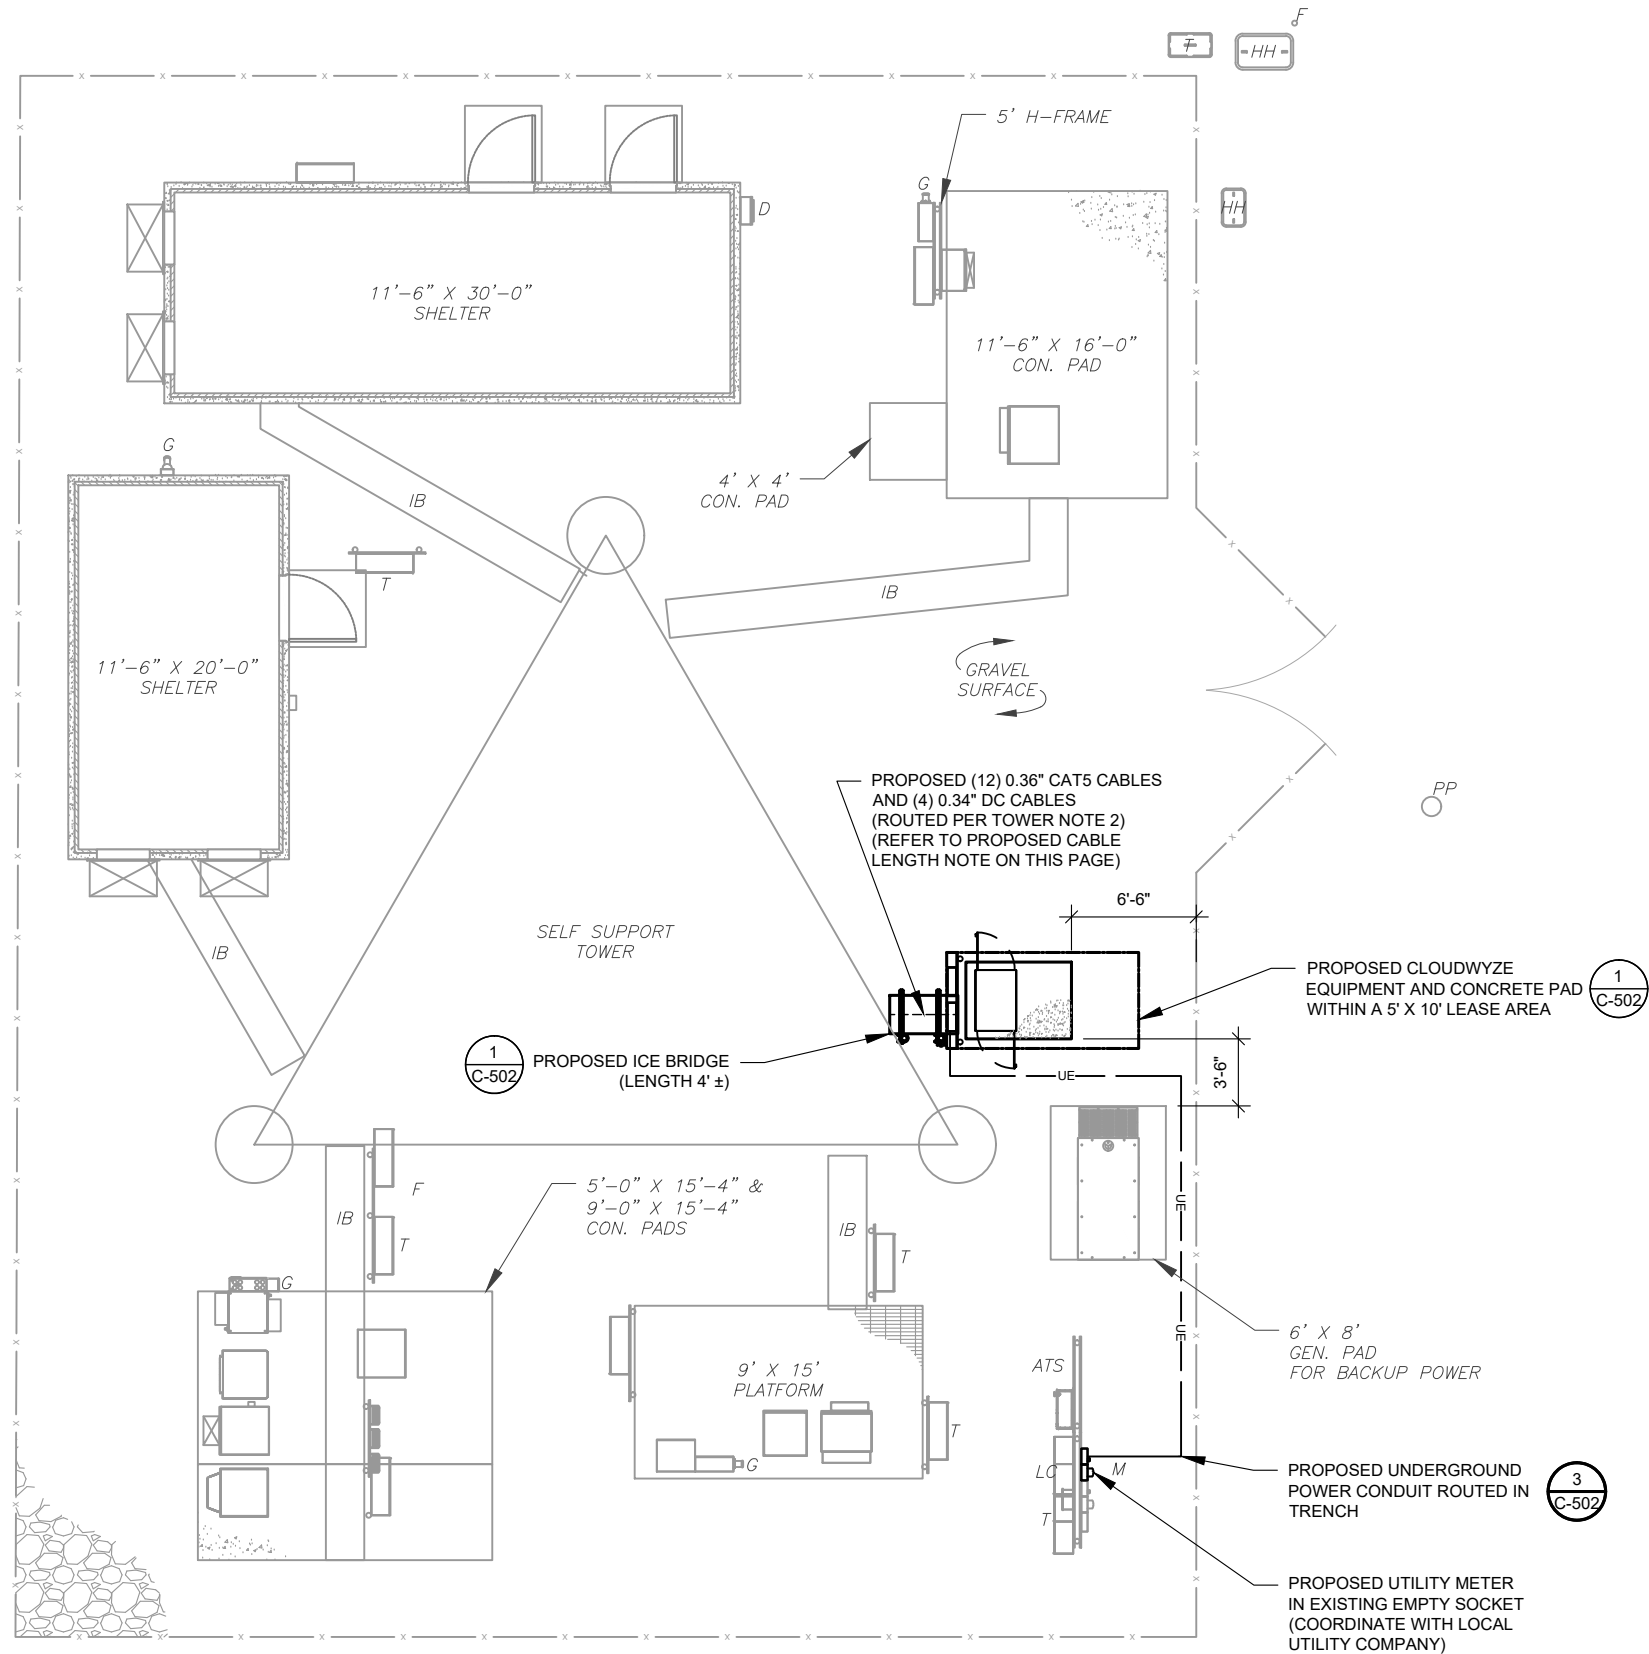 F
T
HH
5' H-FRAME
G
D
HH
11'-6" X 30'-0"
SHELTER
11'-6" X 16'-0"
CON. PAD
G
4' X 4'
CON. PAD
IB
T
IB
11'-6" X 20'-0"
SHELTER
GRAVEL
SURFACE
PROPOSED (12) 0.36" CAT5 CABLES
AND (4) 0.34" DC CABLES
(ROUTED PER TOWER NOTE 2)
(REFER TO PROPOSED CABLE
LENGTH NOTE ON THIS PAGE)
PP
6'-6"
SELF SUPPORT
TOWER
IB
PROPOSED CLOUDWYZE
EQUIPMENT AND CONCRETE PAD
WITHIN A 5' X 10' LEASE AREA
1
C-502
1
C-502
PROPOSED ICE BRIDGE
(LENGTH 4' ±)
UE
3'-6"
5'-0" X 15'-4" &
9'-0" X 15'-4"
CON. PADS
F
IB
T
IB
T
UE
G
UE
6' X 8'
GEN. PAD
FOR BACKUP POWER
9' X 15'
PLATFORM
ATS
T
G
LC
M
T
PROPOSED UNDERGROUND
POWER CONDUIT ROUTED IN
TRENCH
3
C-502
PROPOSED UTILITY METER
IN EXISTING EMPTY SOCKET
(COORDINATE WITH LOCAL
UTILITY COMPANY)